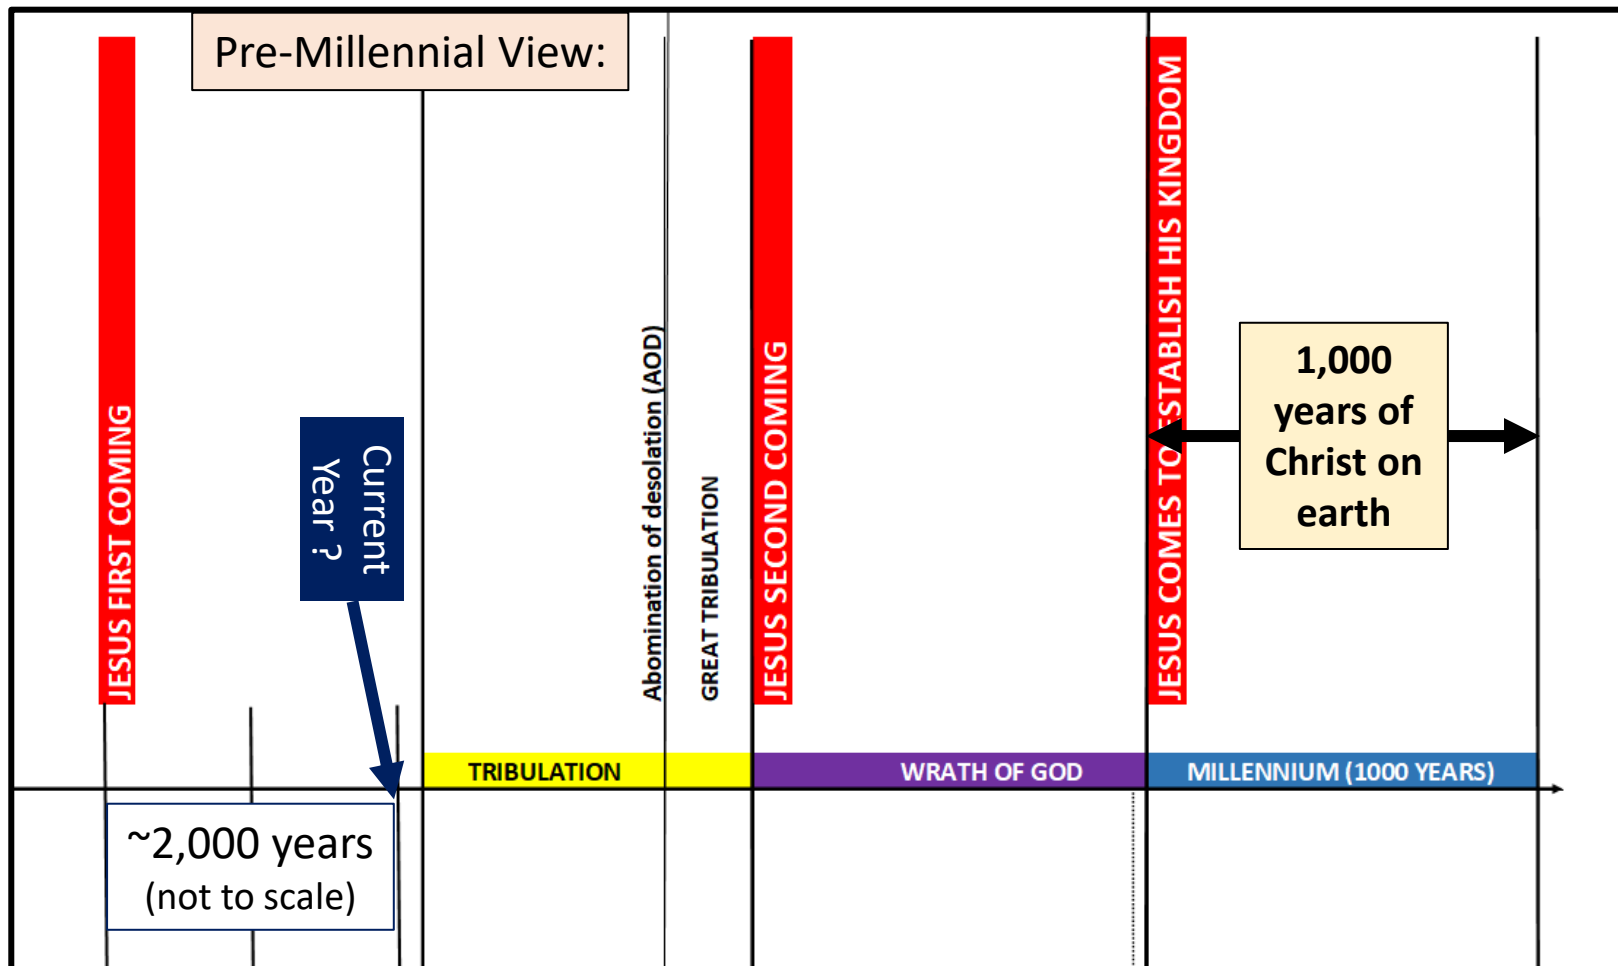 Pre-Millennial View:
JESUS FIRST COMING
Current
Year ?
Abomination of desolation (AOD)
GREAT TRIBULATION
JESUS SECOND COMING
JESUS COMES TO ESTABLISH HIS KINGDOM
1,000
years of
Christ on
earth
TRIBULATION
WRATH OF GOD
MILLENNIUM (1000 YEARS)
~2,000 years
(not to scale)